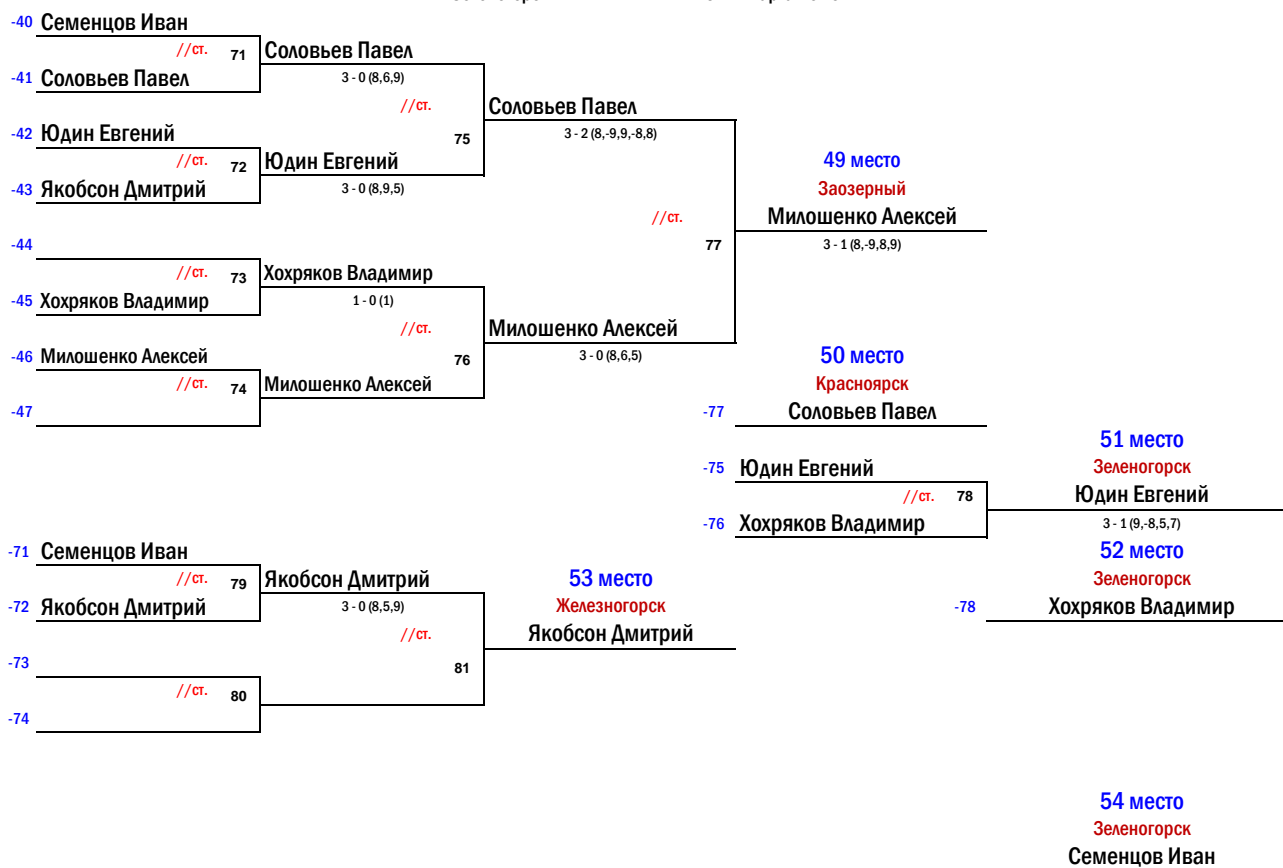 -40 Семенцов Иван
//ст. 71 Соловьев Павел
-41 Соловьев Павел 3 - 0 (8,6,9)
//ст. Соловьев Павел
-42 Юдин Евгений 75 3 - 2 (8,-9,9,-8,8)
//ст. 72 Юдин Евгений 49 место
-43 Якобсон Дмитрий 3 - 0 (8,9,5) Заозерный
//ст. Милошенко Алексей
-44 77 3 - 1 (8,-9,8,9)
//ст. 73 Хохряков Владимир
-45 Хохряков Владимир 1 - 0 (1)
//ст. Милошенко Алексей
-46 Милошенко Алексей 76 3 - 0 (8,6,5) 50 место
//ст. 74 Милошенко Алексей Красноярск
-47 -77 Соловьев Павел
51 место
-75 Юдин Евгений Зеленогорск
//ст. 78 Юдин Евгений
-76 Хохряков Владимир 3 - 1 (9,-8,5,7)
-71 Семенцов Иван 52 место
//ст. 79 Якобсон Дмитрий 53 место Зеленогорск
-72 Якобсон Дмитрий 3 - 0 (8,5,9) Железногорск -78 Хохряков Владимир
//ст. Якобсон Дмитрий
-73 81
//ст. 80
-74
54 место
Зеленогорск
Семенцов Иван